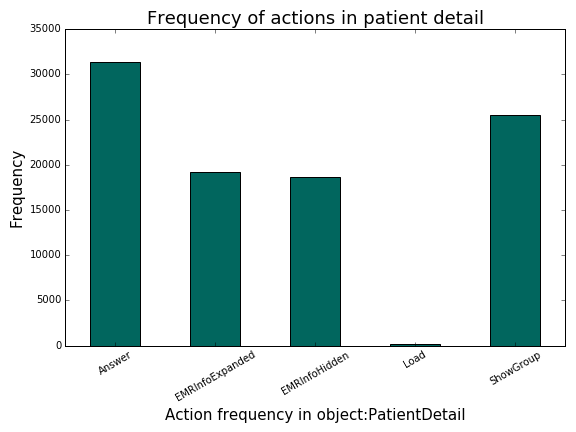 Frequency of actions in patient detail
35000
30000
25000
20000
15000
10000
5000
0
Frequency
Answer
EMRInfoExpanded
EMRInfoHidden
Load
ShowGroup
Action frequency in object:PatientDetail